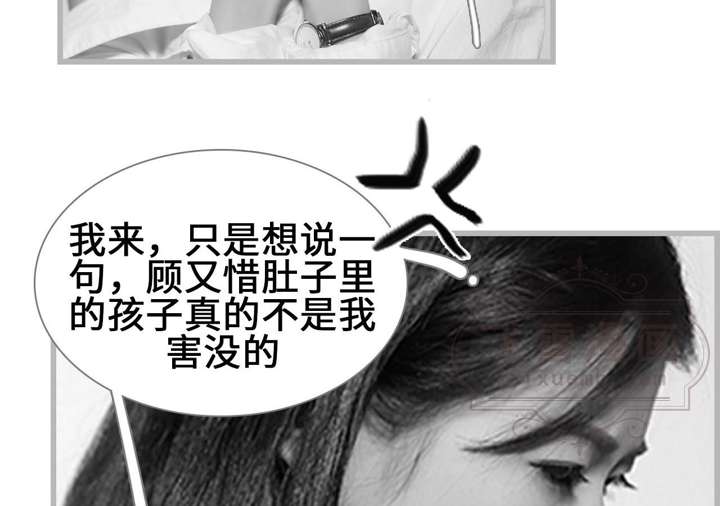 我来，只是想说一
句，顾又惜肚子里
的孩子真的不是我
害没的